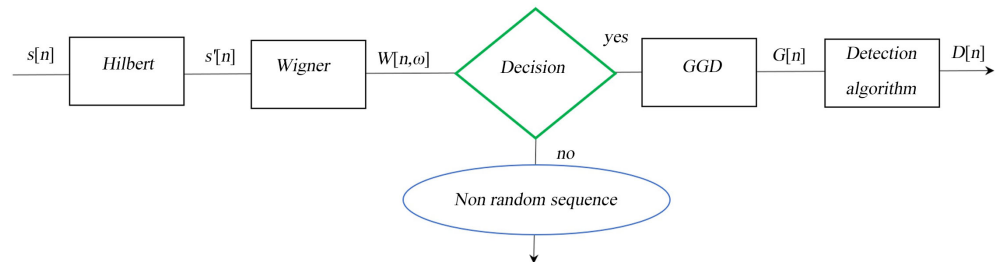 s[n]
Hilbert
s'[n]
Wigner
W[n,ω]
Decision
yes
GGD
G[n]
Detection
algorithm
D[n]
no
Non random sequence